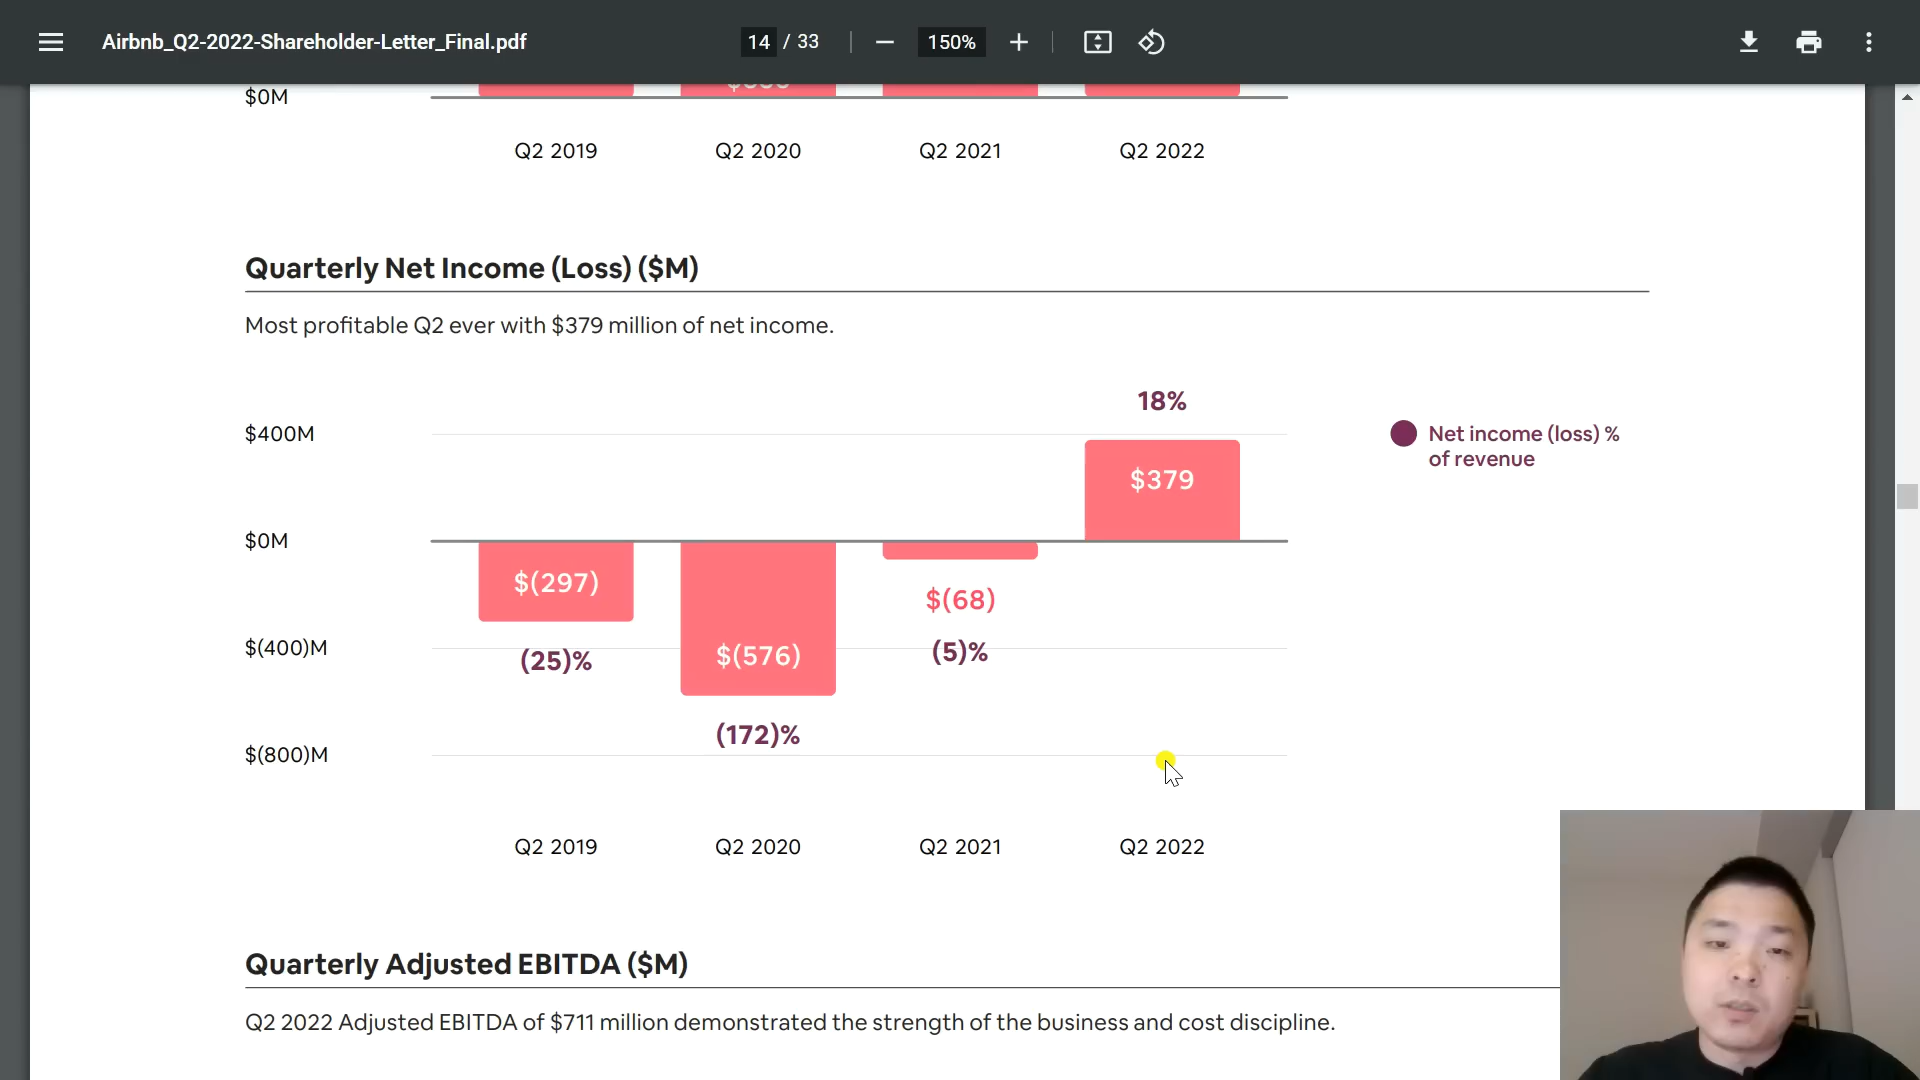 Airbnb_Q2-2022-Shareholder-Letter_Final.pdf
14 / 33
150%
$0M
Q2 2019 Q2 2020 Q2 2021 Q2 2022
Quarterly Net Income (Loss) ($M)
Most profitable Q2 ever with $379 million of net income.
18%
$400M
Net income (loss) %
of revenue
$379
$0M
$(297)
$(68)
$(400)M
(25)%
$(576)
(5)%
(172)%
$(800)M
Q2 2019 Q2 2020 Q2 2021 Q2 2022
Quarterly Adjusted EBITDA ($M)
Q2 2022 Adjusted EBITDA of $711 million demonstrated the strength of the business and cost discipline.